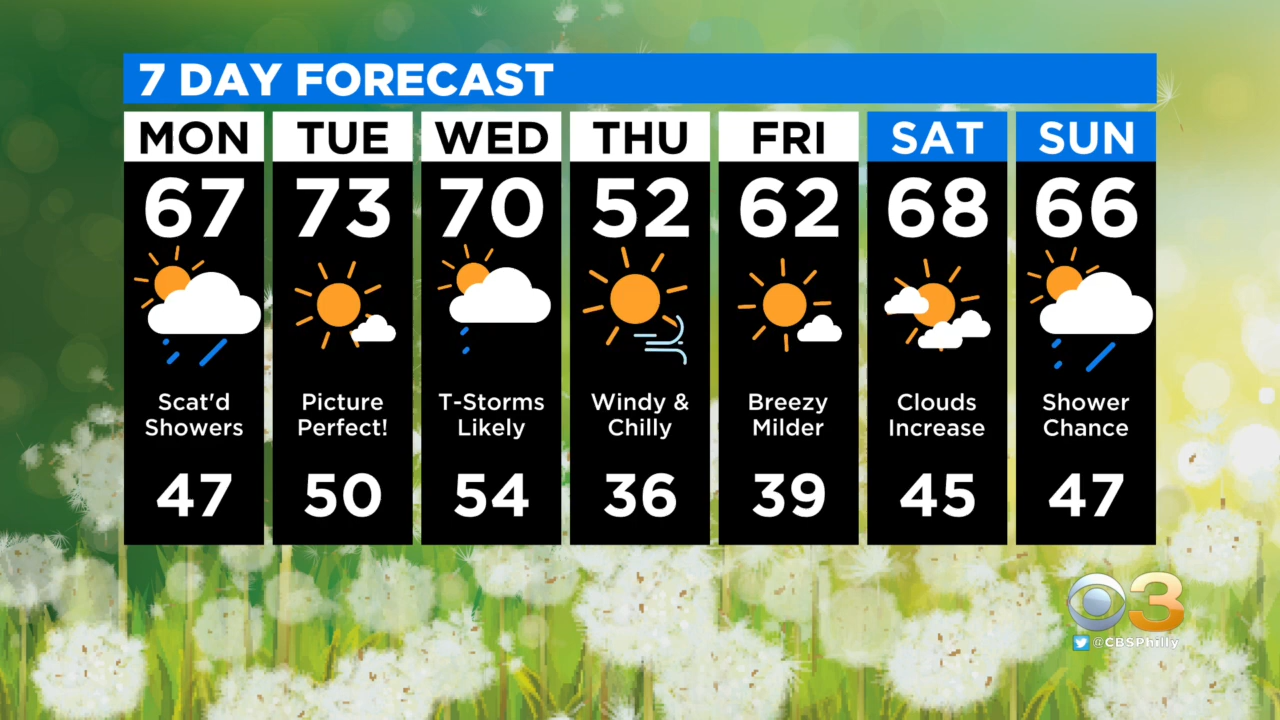 7 DAY FORECAST
MON TUE WED THU FRI SAT SUN
67 73 70 52 62 68 66
Scat'd Picture T-Storms Windy & Breezy Clouds Shower
Showers Perfect! Likely Chilly Milder Increase Chance
47 50 54 36 39 45 47
3
@CBSPhilly